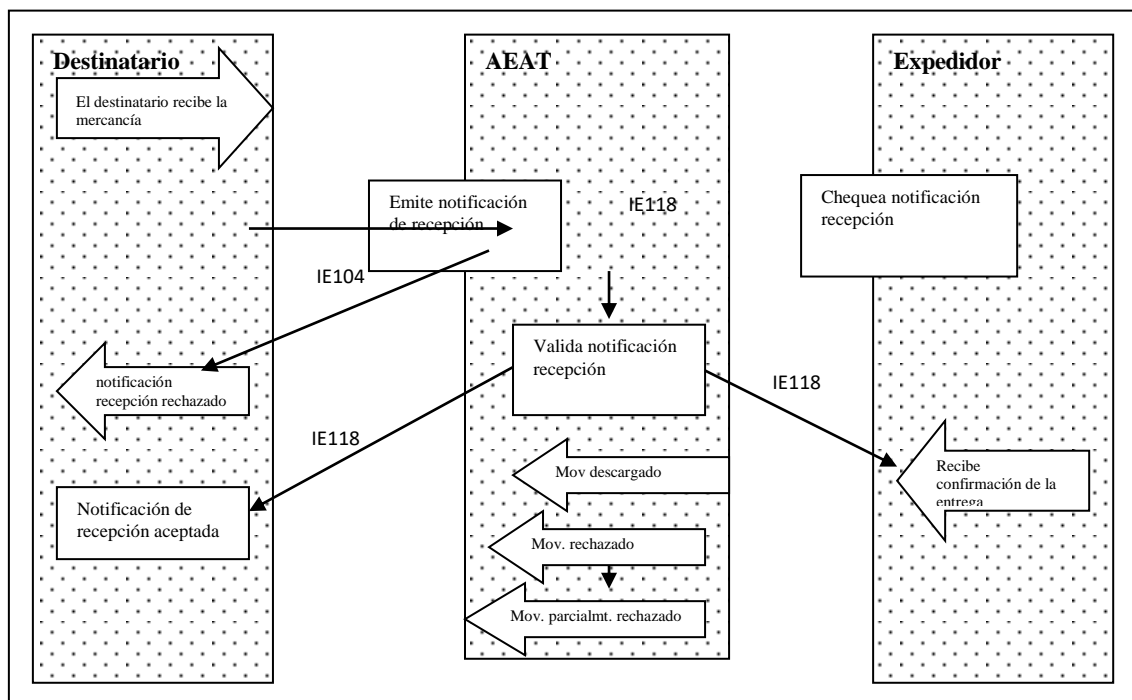 Destinatario
AEAT
Expedidor
El destinatario recibe la
mercancía
Emite notificación
de recepción
IE118
Chequea notificación
recepción
IE104
Valida notificación
recepción
notificación
recepción rechazado
IE118
IE118
Mov descargado
Recibe
confirmación de la
entrega
Notificación de
recepción aceptada
Mov. rechazado
Mov. parcialmt. rechazado